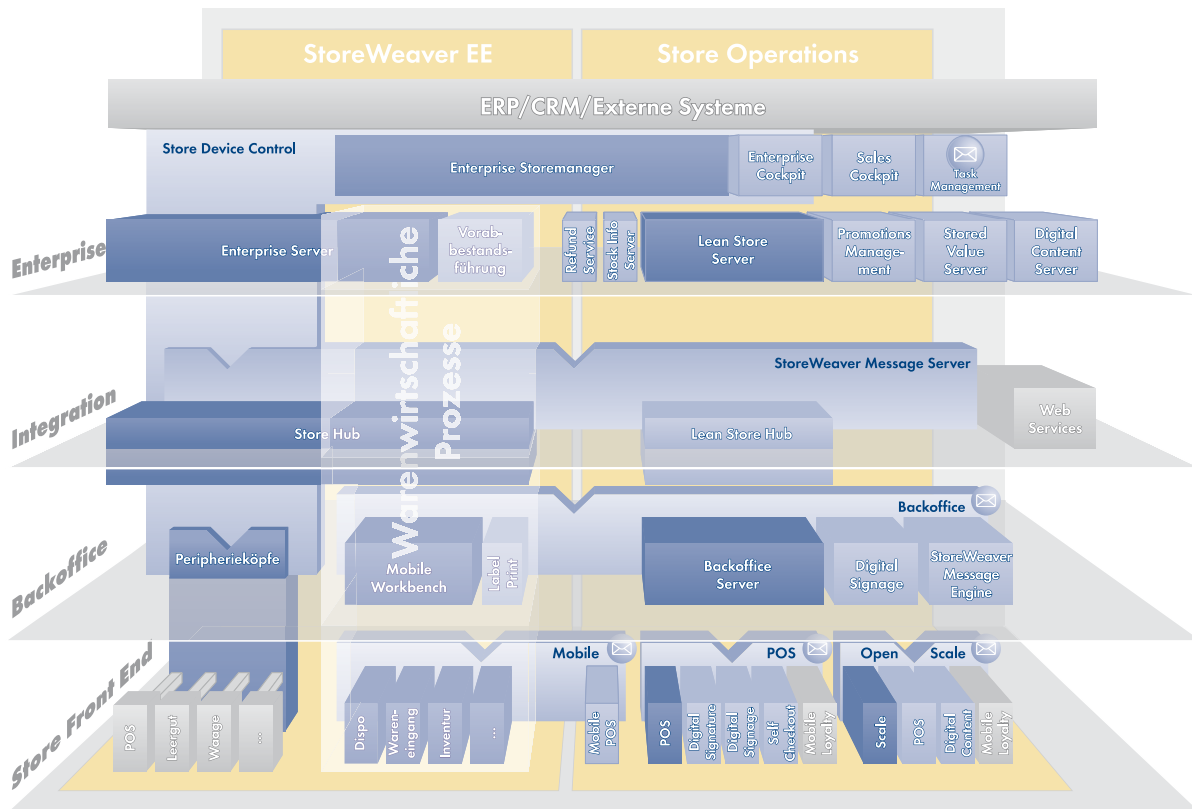 StoreWeaver EE
Store Operations
ERP/CRM/Externe Systeme
Store Device Control
Enterprise Storemanager
Enterprise
Cockpit
Sales
Cockpit
Task
Management
Enterprise
Enterprise Server
Vorab-
bestands-
führung
Refund
Service
Stock Info
Server
Lean Store
Server
Promotions
Manage-
ment
Stored
Value
Server
Digital
Content
Server
Warenwirtschaftliche
Prozesse
Integration
StoreWeaver Message Server
Store Hub
Lean Store Hub
Web
Services
Backoffice
Backoffice
Peripherieköpfe
Mobile
Workbench
Label
Print
Backoffice
Server
Digital
Signage
StoreWeaver
Message
Engine
Store Front End
Mobile
POS
Open
Scale
POS
Leergut
Waage
...
Dispo
Waren-
eingang
Inventur
...
Mobile
POS
POS
Digital
Signature
Digital
Signage
Self
Checkout
Mobile
Loyalty
Scale
POS
Digital
Content
Mobile
Loyalty